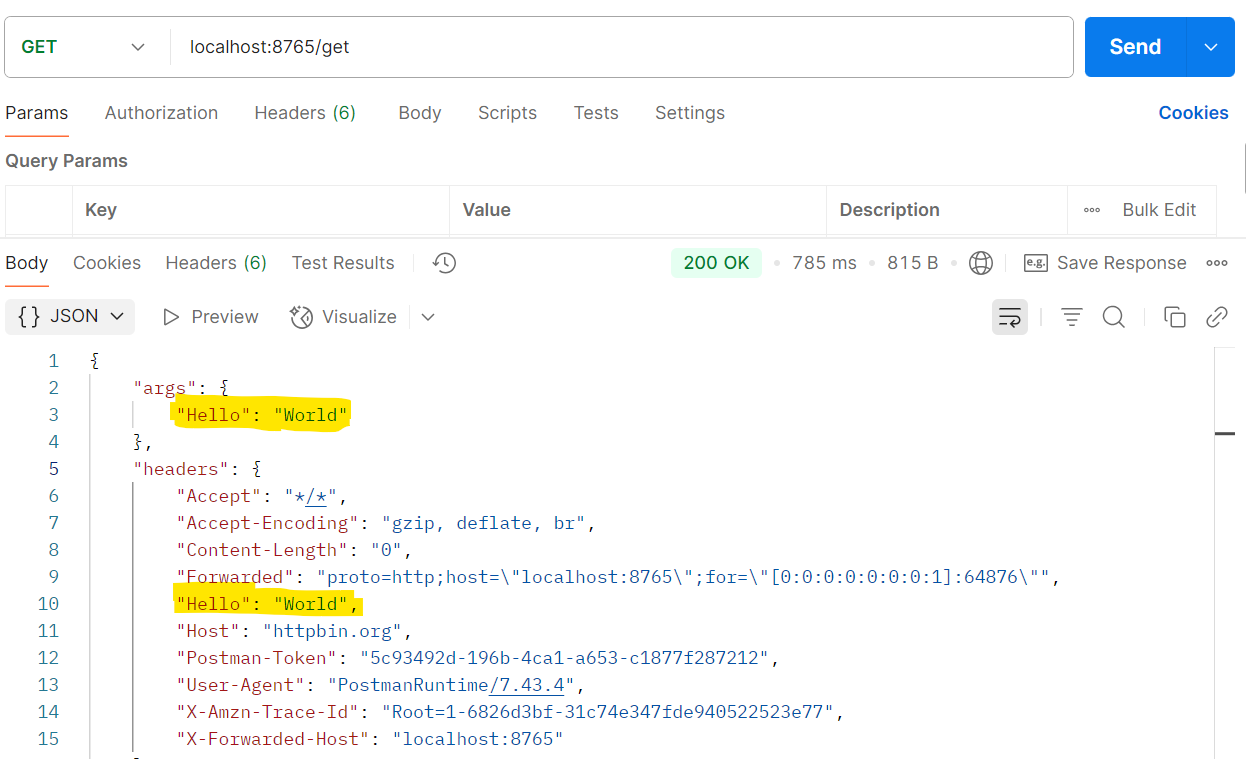 GET localhost:8765/get Send
Params Authorization Headers (6) Body Scripts Tests Settings Cookies
Query Params
Key Value Description Bulk Edit
Body Cookies Headers (6) Test Results 200 OK 785 ms 815 B e.g. Save Response
{} JSON Preview Visualize
1 {
2 "args": {
3 "Hello": "World"
4 },
5 "headers": {
6 "Accept": "*/*",
7 "Accept-Encoding": "gzip, deflate, br",
8 "Content-Length": "0",
9 "Forwarded": "proto=http;host=\"localhost:8765\";for=\"[0:0:0:0:0:0:0:1]:64876\"",
10 "Hello": "World",
11 "Host": "httpbin.org",
12 "Postman-Token": "5c93492d-196b-4ca1-a653-c1877f287212",
13 "User-Agent": "PostmanRuntime/7.43.4",
14 "X-Amzn-Trace-Id": "Root=1-6826d3bf-31c74e347fde940522523e77",
15 "X-Forwarded-Host": "localhost:8765"